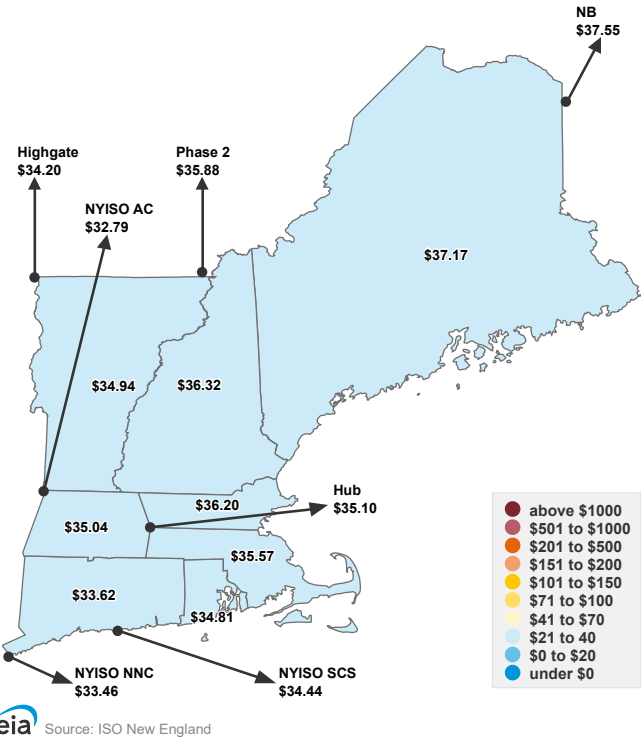 NB
$37.55
Highgate
$34.20
Phase 2
$35.88
NYISO AC
$32.79
$37.17
$34.94
$36.32
Hub
$35.10
$36.20
$35.04
$35.57
$33.62
$34.81
NYISO NNC
$33.46
NYISO SCS
$34.44
above $1000
$501 to $1000
$201 to $500
$151 to $200
$101 to $150
$71 to $100
$41 to $70
$21 to 40
$0 to $20
under $0
eia Source: ISO New England